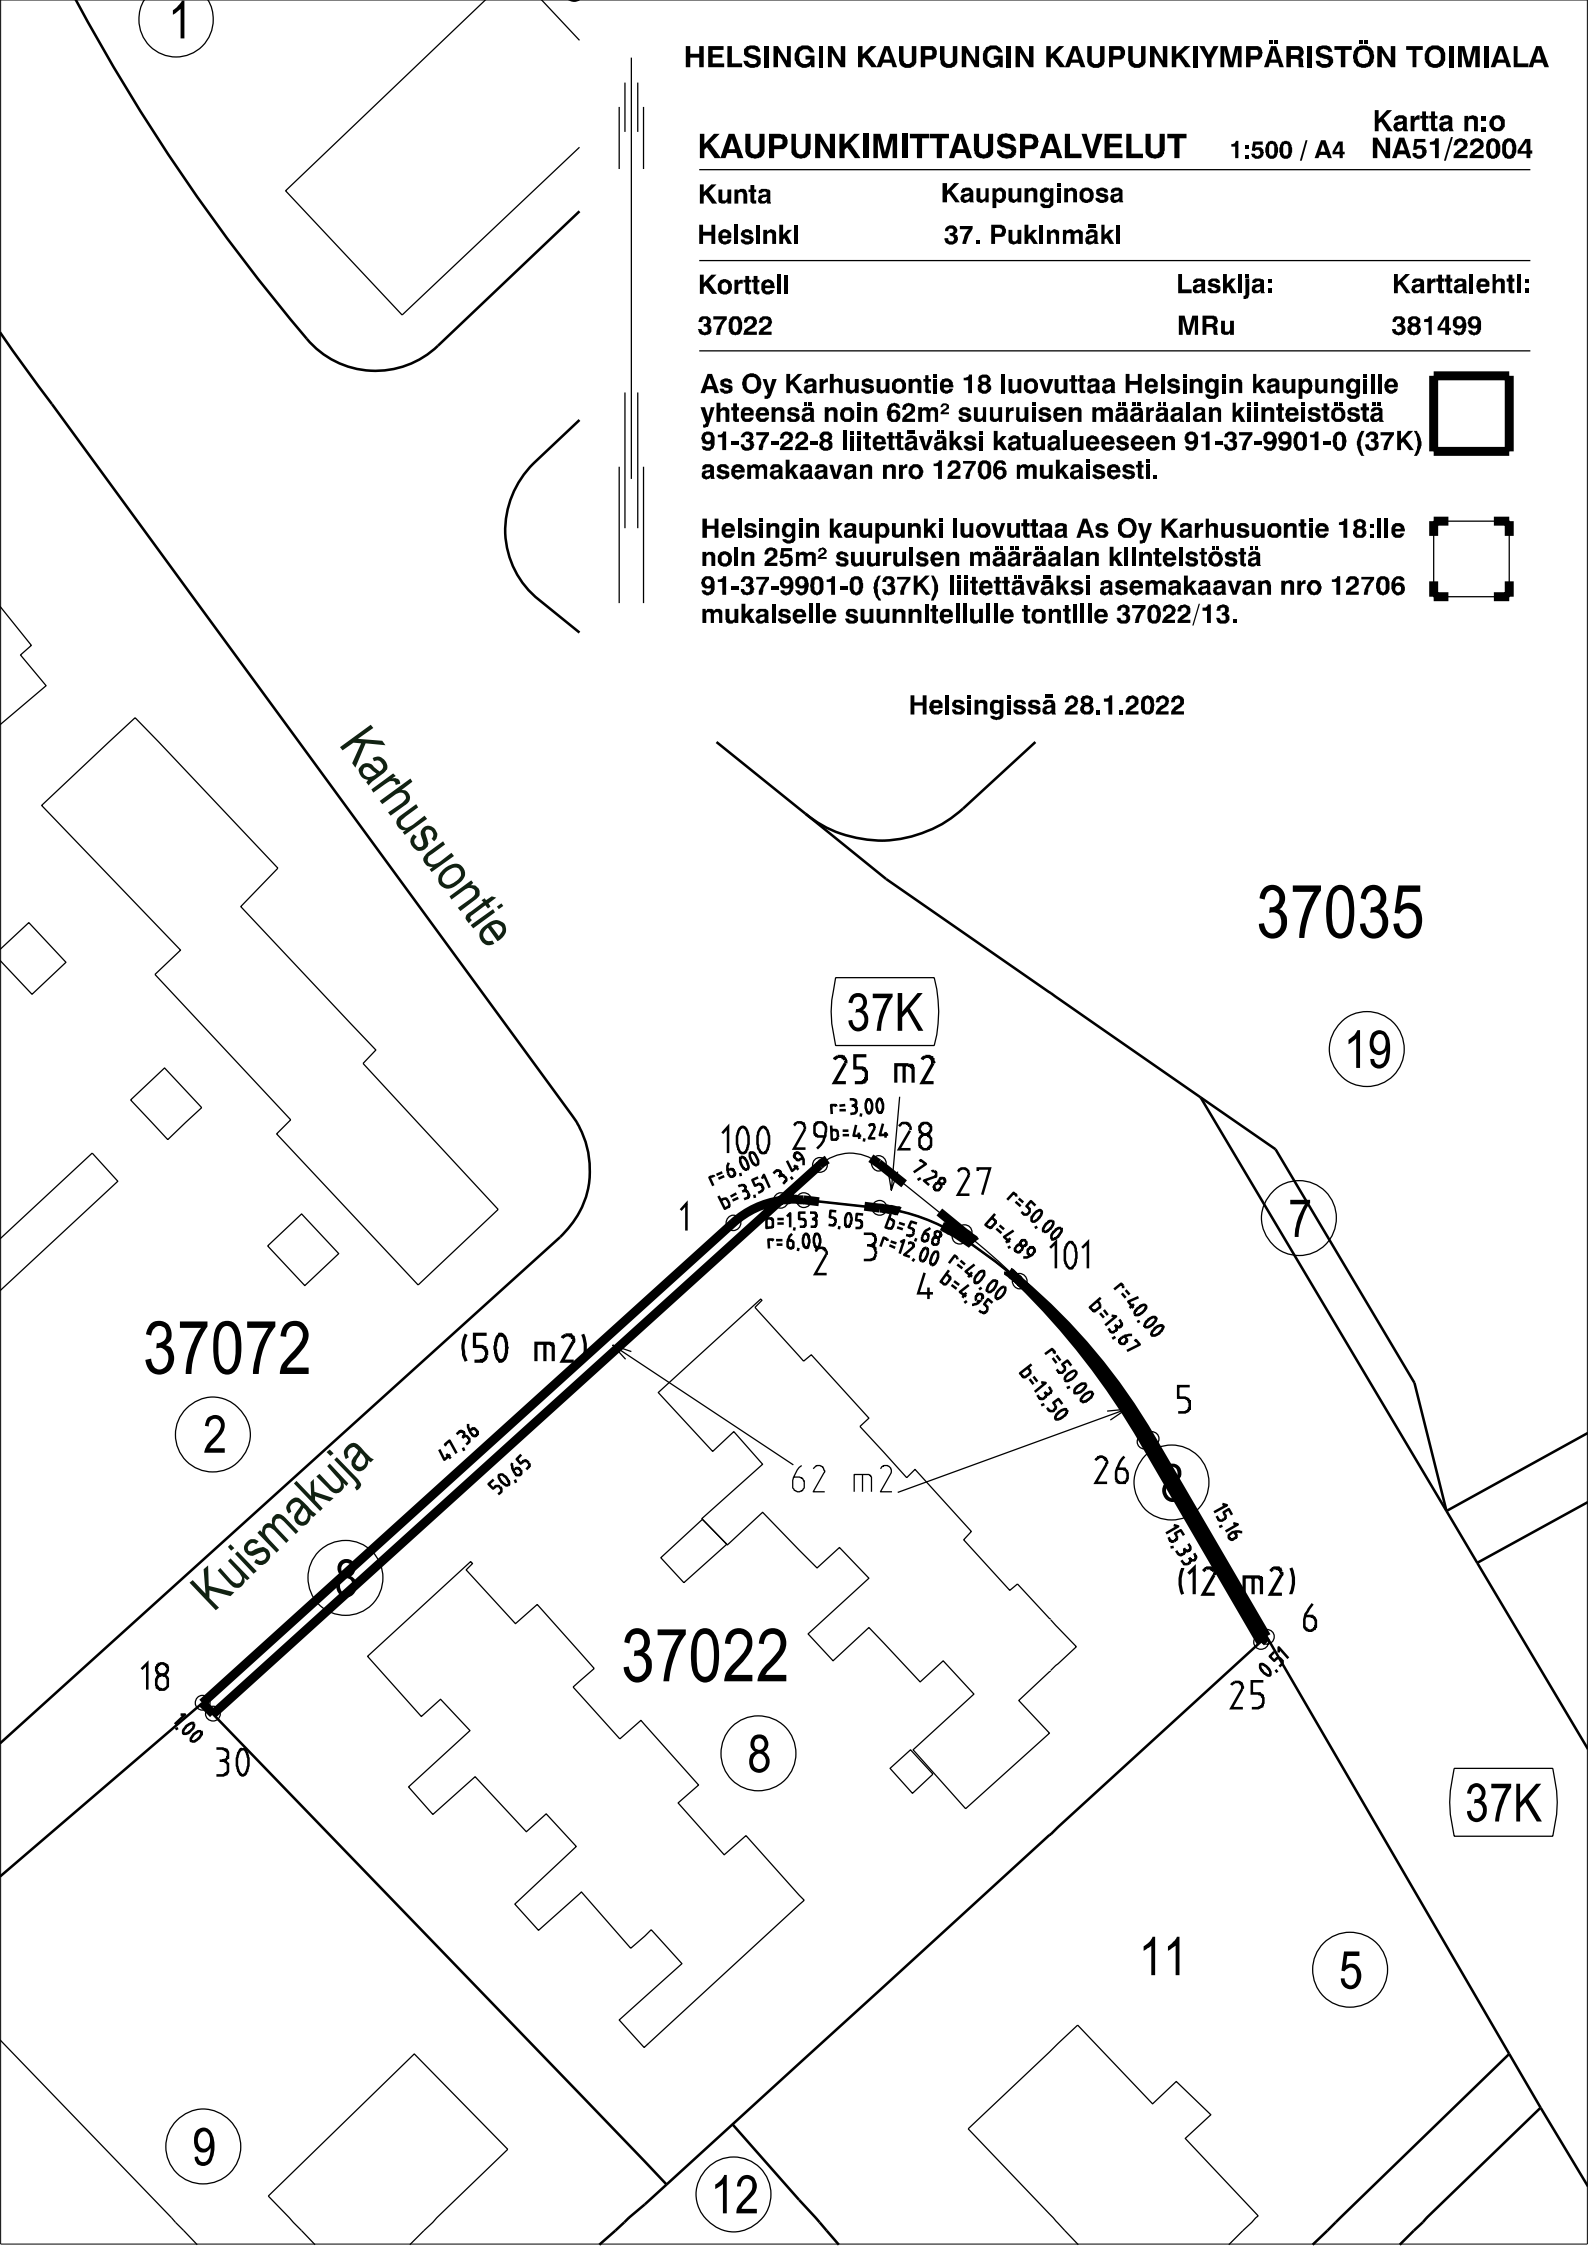 1
HELSINGIN KAUPUNGIN KAUPUNKIYMPÄRISTÖN TOIMIALA
KAUPUNKIMITTAUSPALVELUT 1:500 / A4 Kartta n:o NA51/22004
Kunta Kaupunginosa
Helsinki 37. Pukinmäki
Kortteli Laskija: Karttalehti:
37022 MRu 381499
As Oy Karhusuontie 18 luovuttaa Helsingin kaupungille
yhteensä noin 62m² suuruisen määräalan kiinteistöstä
91-37-22-8 liitettäväksi katualueeseen 91-37-9901-0 (37K)
asemakaavan nro 12706 mukaisesti.
Helsingin kaupunki luovuttaa As Oy Karhusuontie 18:lle
noin 25m² suuruisen määräalan kiinteistöstä
91-37-9901-0 (37K) liitettäväksi asemakaavan nro 12706
mukaiselle suunnitellulle tontille 37022/13.
Helsingissä 28.1.2022
Karhusuontie
37035
19
37K
25 m2
r=3,00
b=4,24
100
29
28
r=6,00
b=3,51
3,49
7,28
27
1
b=1,53
r=6,00
5,05
2
3
b=5,68
r=12,00
4
r=50,00
b=4,89
101
r=40,00
b=4,95
7
r=40,00
b=13,67
r=50,00
b=13,50
37072
2
(50 m2)
47,36
50,65
62 m2
5
26
8
15,16
15,33
(12 m2)
6
0,51
25
Kuismakuja
8
37022
8
18
1,00
30
37K
11
5
9
12